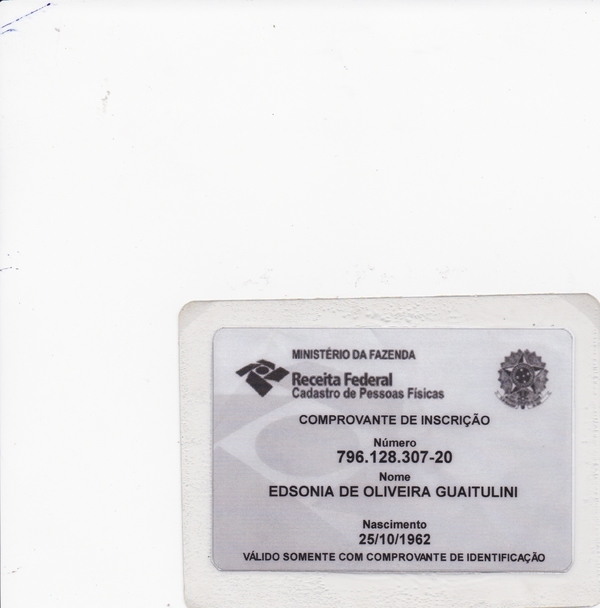 MINISTÉRIO DA FAZENDA
Receita Federal
Cadastro de Pessoas Físicas
COMPROVANTE DE INSCRIÇÃO
Número
796.128.307-20
Nome
EDSONIA DE OLIVEIRA GUAITULINI
Nascimento
25/10/1962
VÁLIDO SOMENTE COM COMPROVANTE DE IDENTIFICAÇÃO